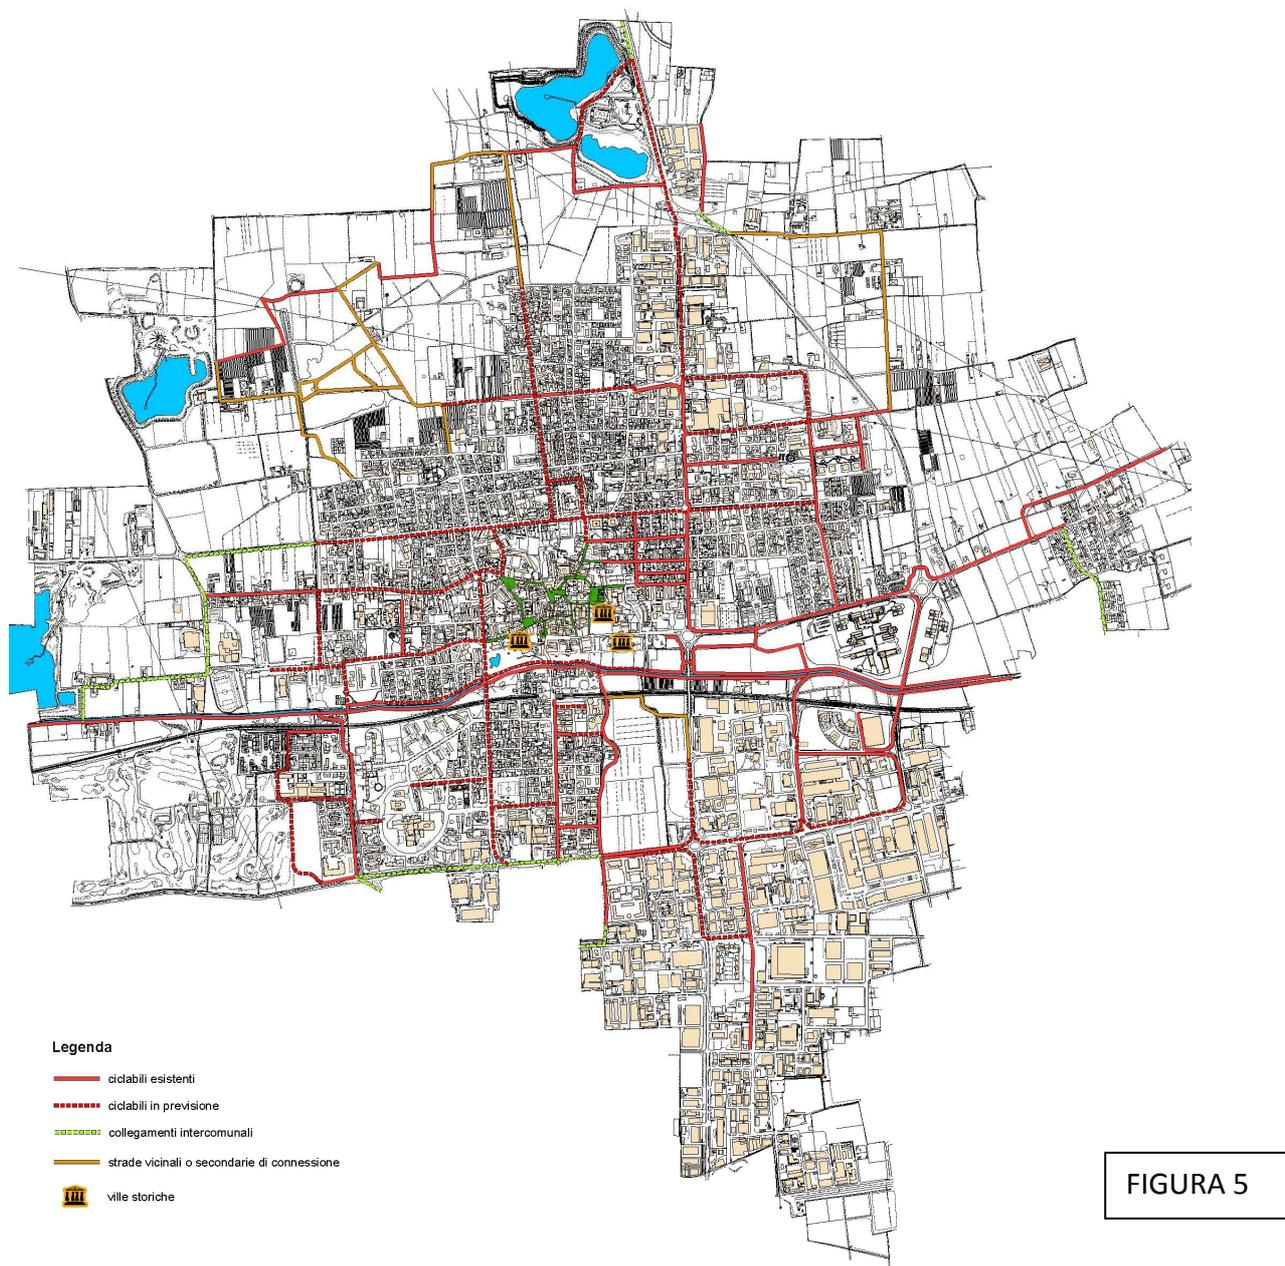 Legenda
ciclabili esistenti
ciclabili in previsione
collegamenti intercomunali
strade vicinali o secondarie di connessione
ville storiche
FIGURA 5